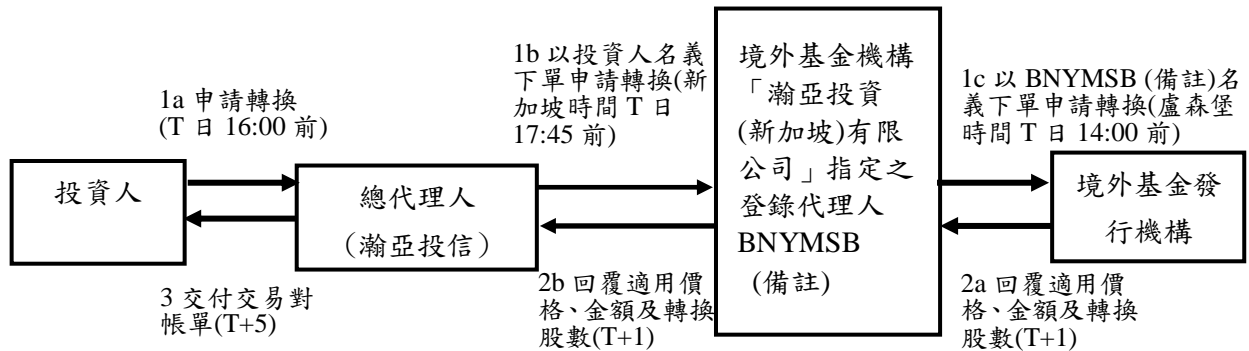 1a 申請轉換
(T 日 16:00 前)
1b 以投資人名義
下單申請轉換(新
加坡時間 T 日
17:45 前)
1c 以 BNYMSB (備註)名
義下單申請轉換(盧森堡
時間 T 日 14:00 前)
投資人
總代理人
（瀚亞投信）
境外基金機構
「瀚亞投資
(新加坡)有限
公司」指定之
登錄代理人
BNYMSB
(備註)
境外基金發
行機構
3 交付交易對
帳單(T+5)
2b 回覆適用價
格、金額及轉換
股數(T+1)
2a 回覆適用價
格、金額及轉換
股數(T+1)